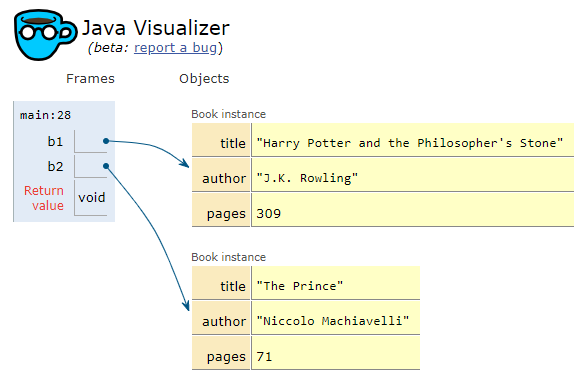 Java Visualizer
(beta: report a bug)
Frames
Objects
main:28
b1
b2
Return
value
void
Book instance
title "Harry Potter and the Philosopher's Stone"
author "J.K. Rowling"
pages 309
Book instance
title "The Prince"
author "Niccolo Machiavelli"
pages 71